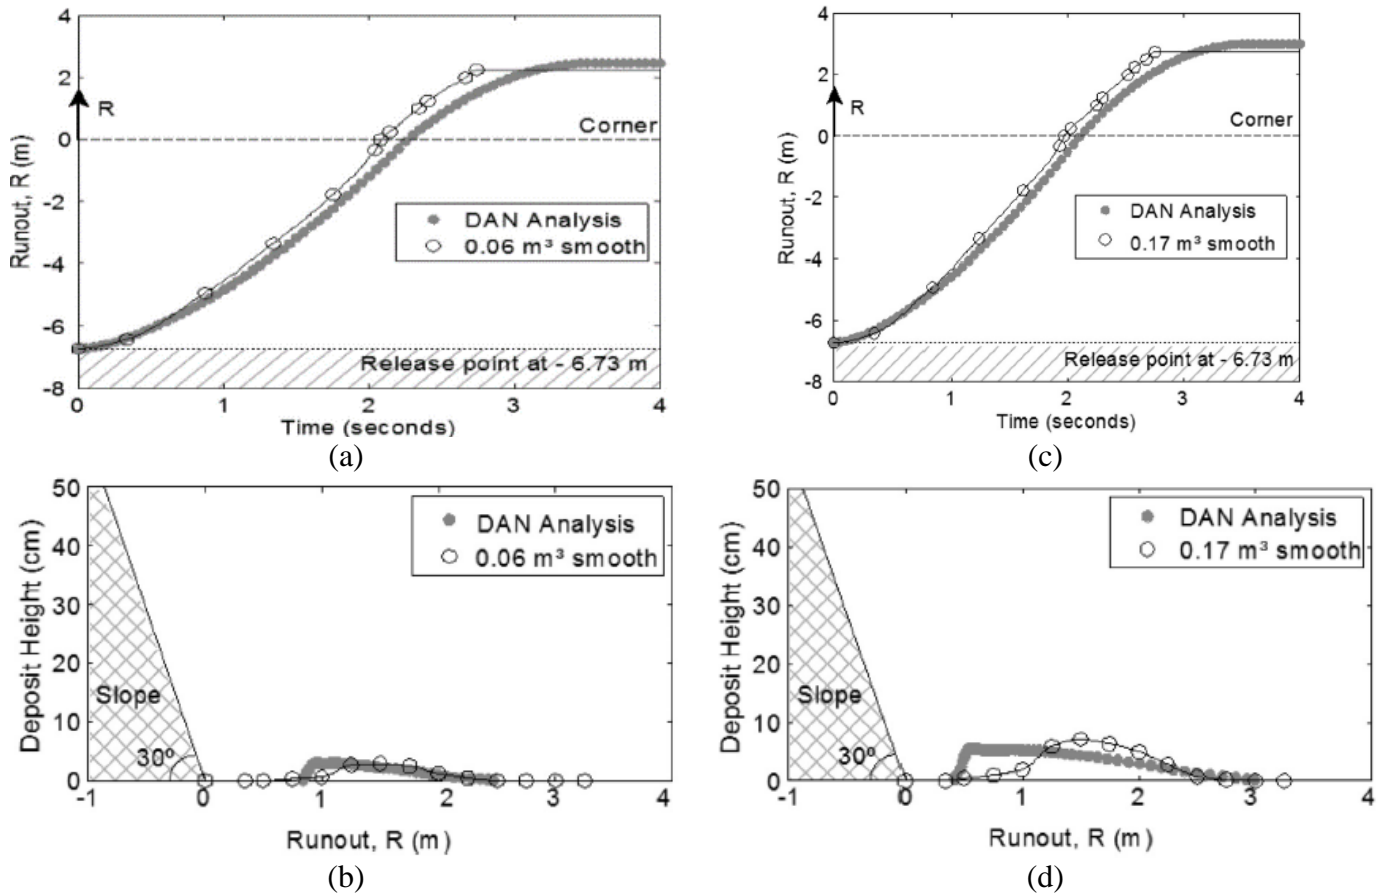 4
2
0
-2
-4
-6
-8
Runout, R (m)
R
Corner
DAN Analysis
0.06 m³ smooth
Release point at - 6.73 m
0 1 2 3 4
Time (seconds)
(a)
4
2
0
-2
-4
-6
-8
Runout, R (m)
R
Corner
DAN Analysis
0.17 m³ smooth
Release point at - 6.73 m
0 1 2 3 4
Time (seconds)
(c)
50
40
30
20
10
0
Deposit Height (cm)
DAN Analysis
0.06 m³ smooth
Slope
30º
-1 0 1 2 3 4
Runout, R (m)
(b)
50
40
30
20
10
0
Deposit Height (cm)
DAN Analysis
0.17 m³ smooth
Slope
30º
-1 0 1 2 3 4
Runout, R (m)
(d)